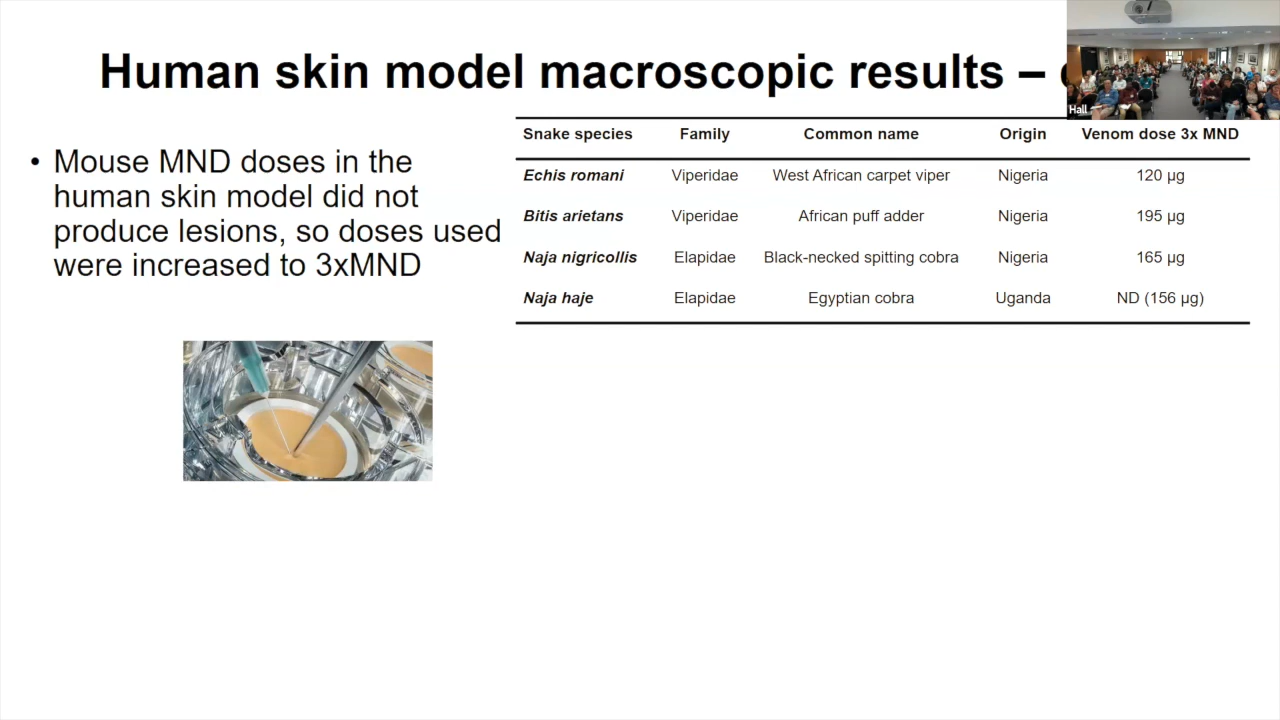 Human skin model macroscopic results –
Hall
• Mouse MND doses in the
human skin model did not
produce lesions, so doses used
were increased to 3xMND
Snake species Family Common name Origin Venom dose 3x MND
Echis romani Viperidae West African carpet viper Nigeria 120 µg
Bitis arietans Viperidae African puff adder Nigeria 195 µg
Naja nigricollis Elapidae Black-necked spitting cobra Nigeria 165 µg
Naja haje Elapidae Egyptian cobra Uganda ND (156 µg)